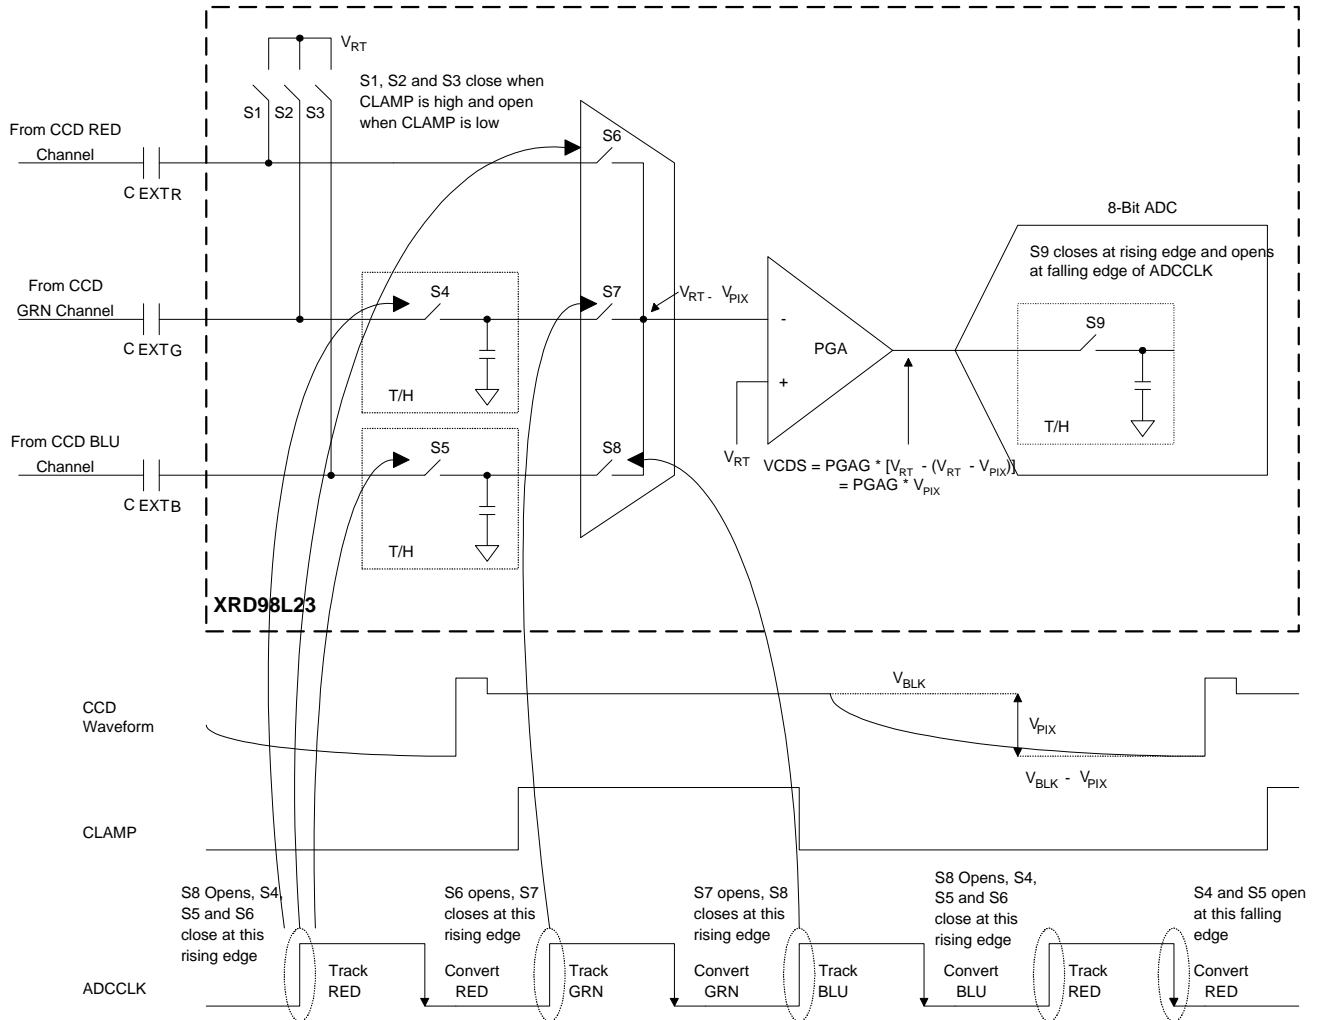 V_RT
S1, S2 and S3 close when
CLAMP is high and open
when CLAMP is low
S1 S2 S3
From CCD RED
Channel
C EXTR
S6
8-Bit ADC
S9 closes at rising edge and opens
at falling edge of ADCCLK
From CCD
GRN Channel
C EXTG
S4
T/H
S7
V_RT - V_PIX
-
PGA
+
V_RT
S9
T/H
From CCD BLU
Channel
C EXTB
S5
T/H
S8
VCDS = PGAG * [V_RT - (V_RT - V_PIX)]
= PGAG * V_PIX
XRD98L23
CCD
Waveform
V_BLK
V_PIX
V_BLK - V_PIX
CLAMP
S8 Opens, S4,
S5 and S6
close at this
rising edge
S6 opens, S7
closes at this
rising edge
S7 opens, S8
closes at this
rising edge
S8 Opens, S4,
S5 and S6
close at this
rising edge
S4 and S5 open
at this falling
edge
ADCCLK
Track
RED
Convert
RED
Track
GRN
Convert
GRN
Track
BLU
Convert
BLU
Track
RED
Convert
RED